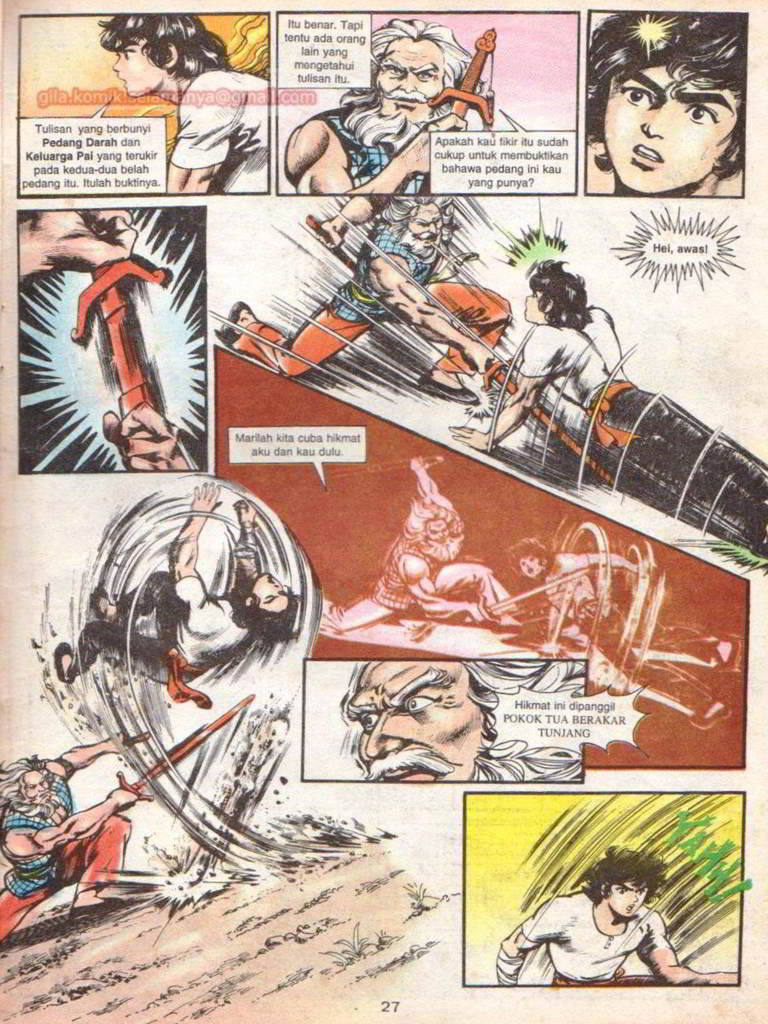 gila.komik.selamanya@gmail.com
Tulisan yang berbunyi
Pedang Darah dan
Keluarga Pai yang terukir
pada kedua-dua belah
pedang itu. Itulah buktinya.
Itu benar. Tapi
tentu ada orang
lain yang
mengetahui
tulisan itu.
Apakah kau fikir itu sudah
cukup untuk membuktikan
bahawa pedang ini kau
yang punya?
Hei, awas!
Marilah kita cuba hikmat
aku dan kau dulu.
Hikmat ini dipanggil
POKOK TUA BERAKAR
TUNJANG
27